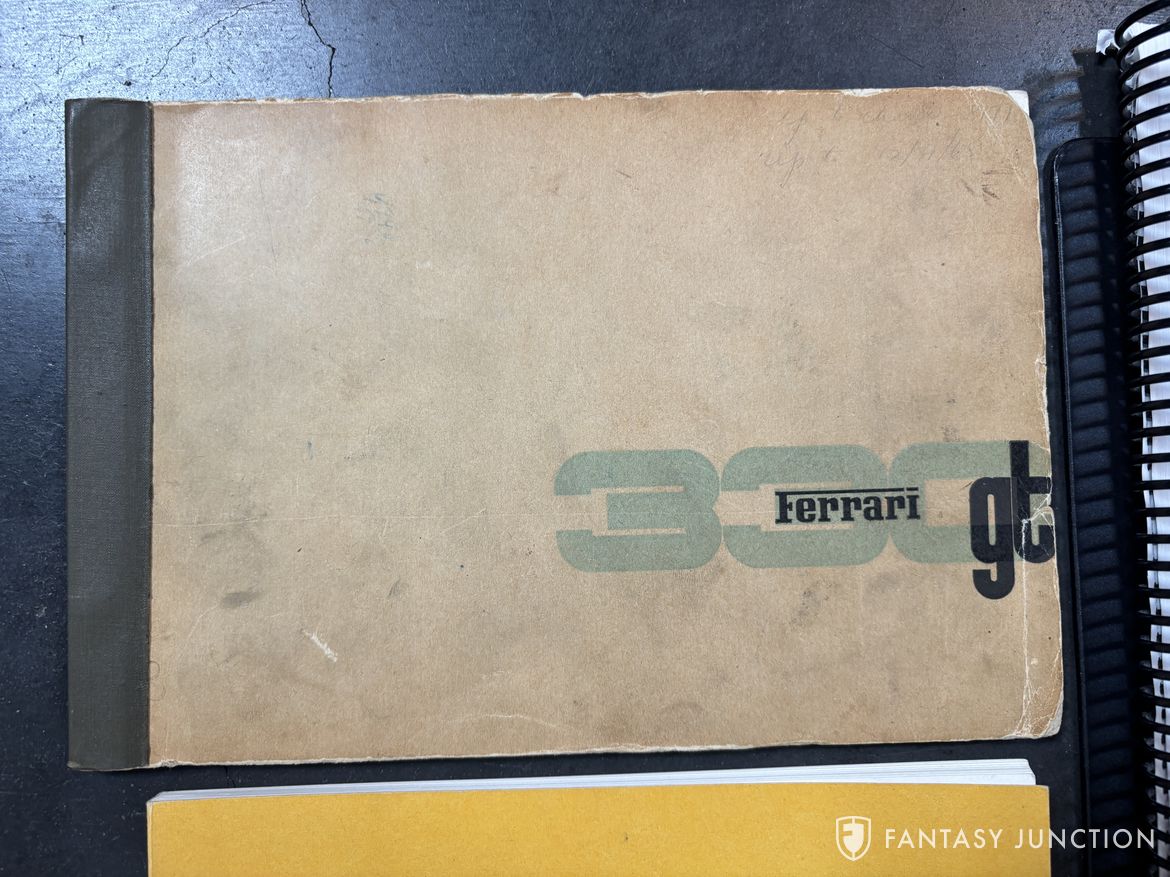 330
Ferrari
gt
FANTASY JUNCTION